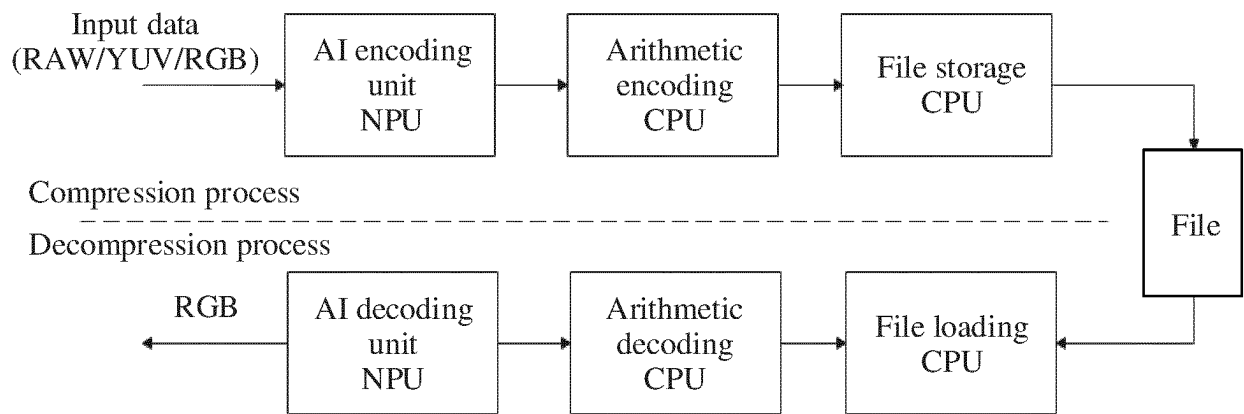 Input data
(RAW/YUV/RGB)
AI encoding
unit
NPU
Arithmetic
encoding
CPU
File storage
CPU
File
Compression process
Decompression process
RGB
AI decoding
unit
NPU
Arithmetic
decoding
CPU
File loading
CPU